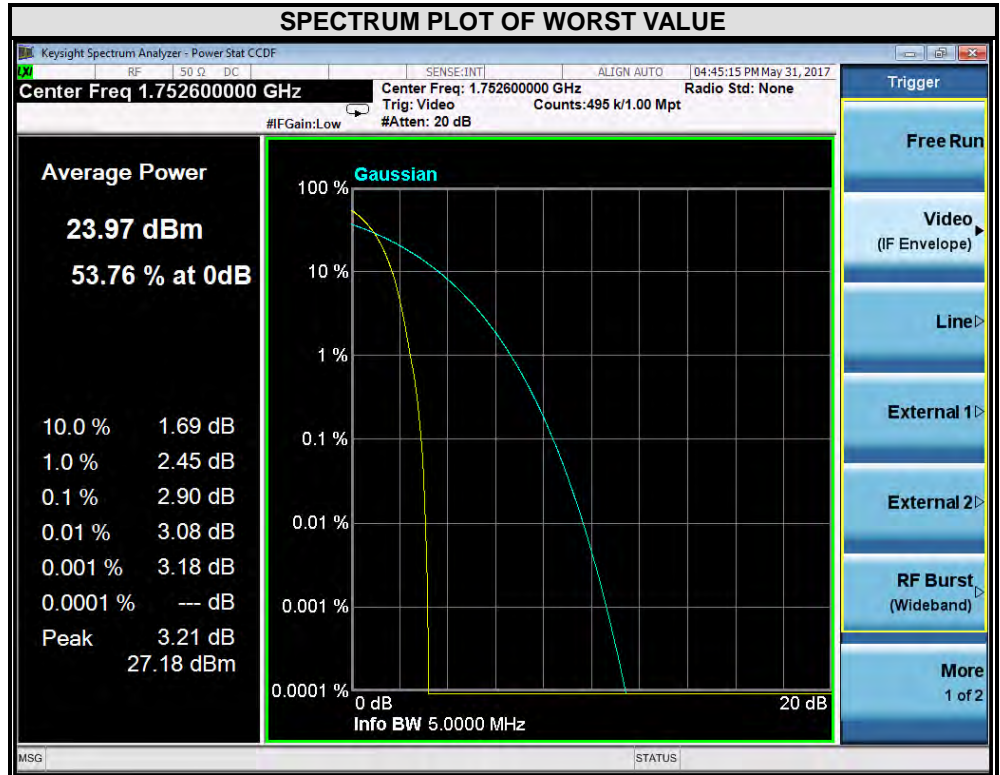 SPECTRUM PLOT OF WORST VALUE
Keysight Spectrum Analyzer - Power Stat CCDF
LXI RF 50 Ω DC SENSE:INT ALIGN AUTO 04:45:15 PM May 31, 2017
Center Freq 1.752600000 GHz
Center Freq: 1.752600000 GHz Radio Std: None
Trig: Video Counts:495 k/1.00 Mpt
#IFGain:Low #Atten: 20 dB
Average Power
23.97 dBm
53.76 % at 0dB
10.0 % 1.69 dB
1.0 % 2.45 dB
0.1 % 2.90 dB
0.01 % 3.08 dB
0.001 % 3.18 dB
0.0001 % --- dB
Peak 3.21 dB
27.18 dBm
Gaussian
100 %
10 %
1 %
0.1 %
0.01 %
0.001 %
0.0001 %
0 dB 20 dB
Info BW 5.0000 MHz
Trigger
Free Run
Video
(IF Envelope)
Line
External 1
External 2
RF Burst
(Wideband)
More
1 of 2
MSG STATUS